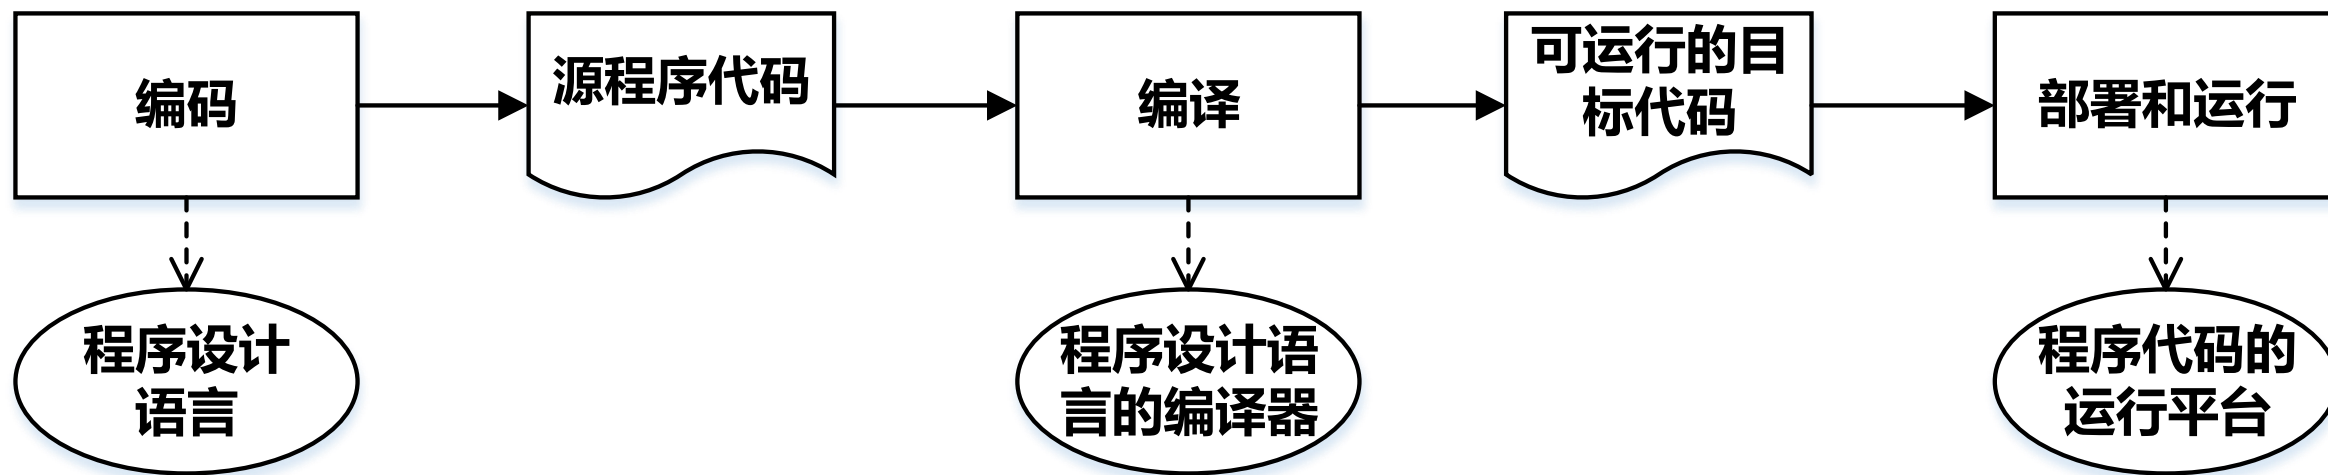 编码
源程序代码
编译
可运行的目
标代码
部署和运行
程序设计
语言
程序设计语
言的编译器
程序代码的
运行平台